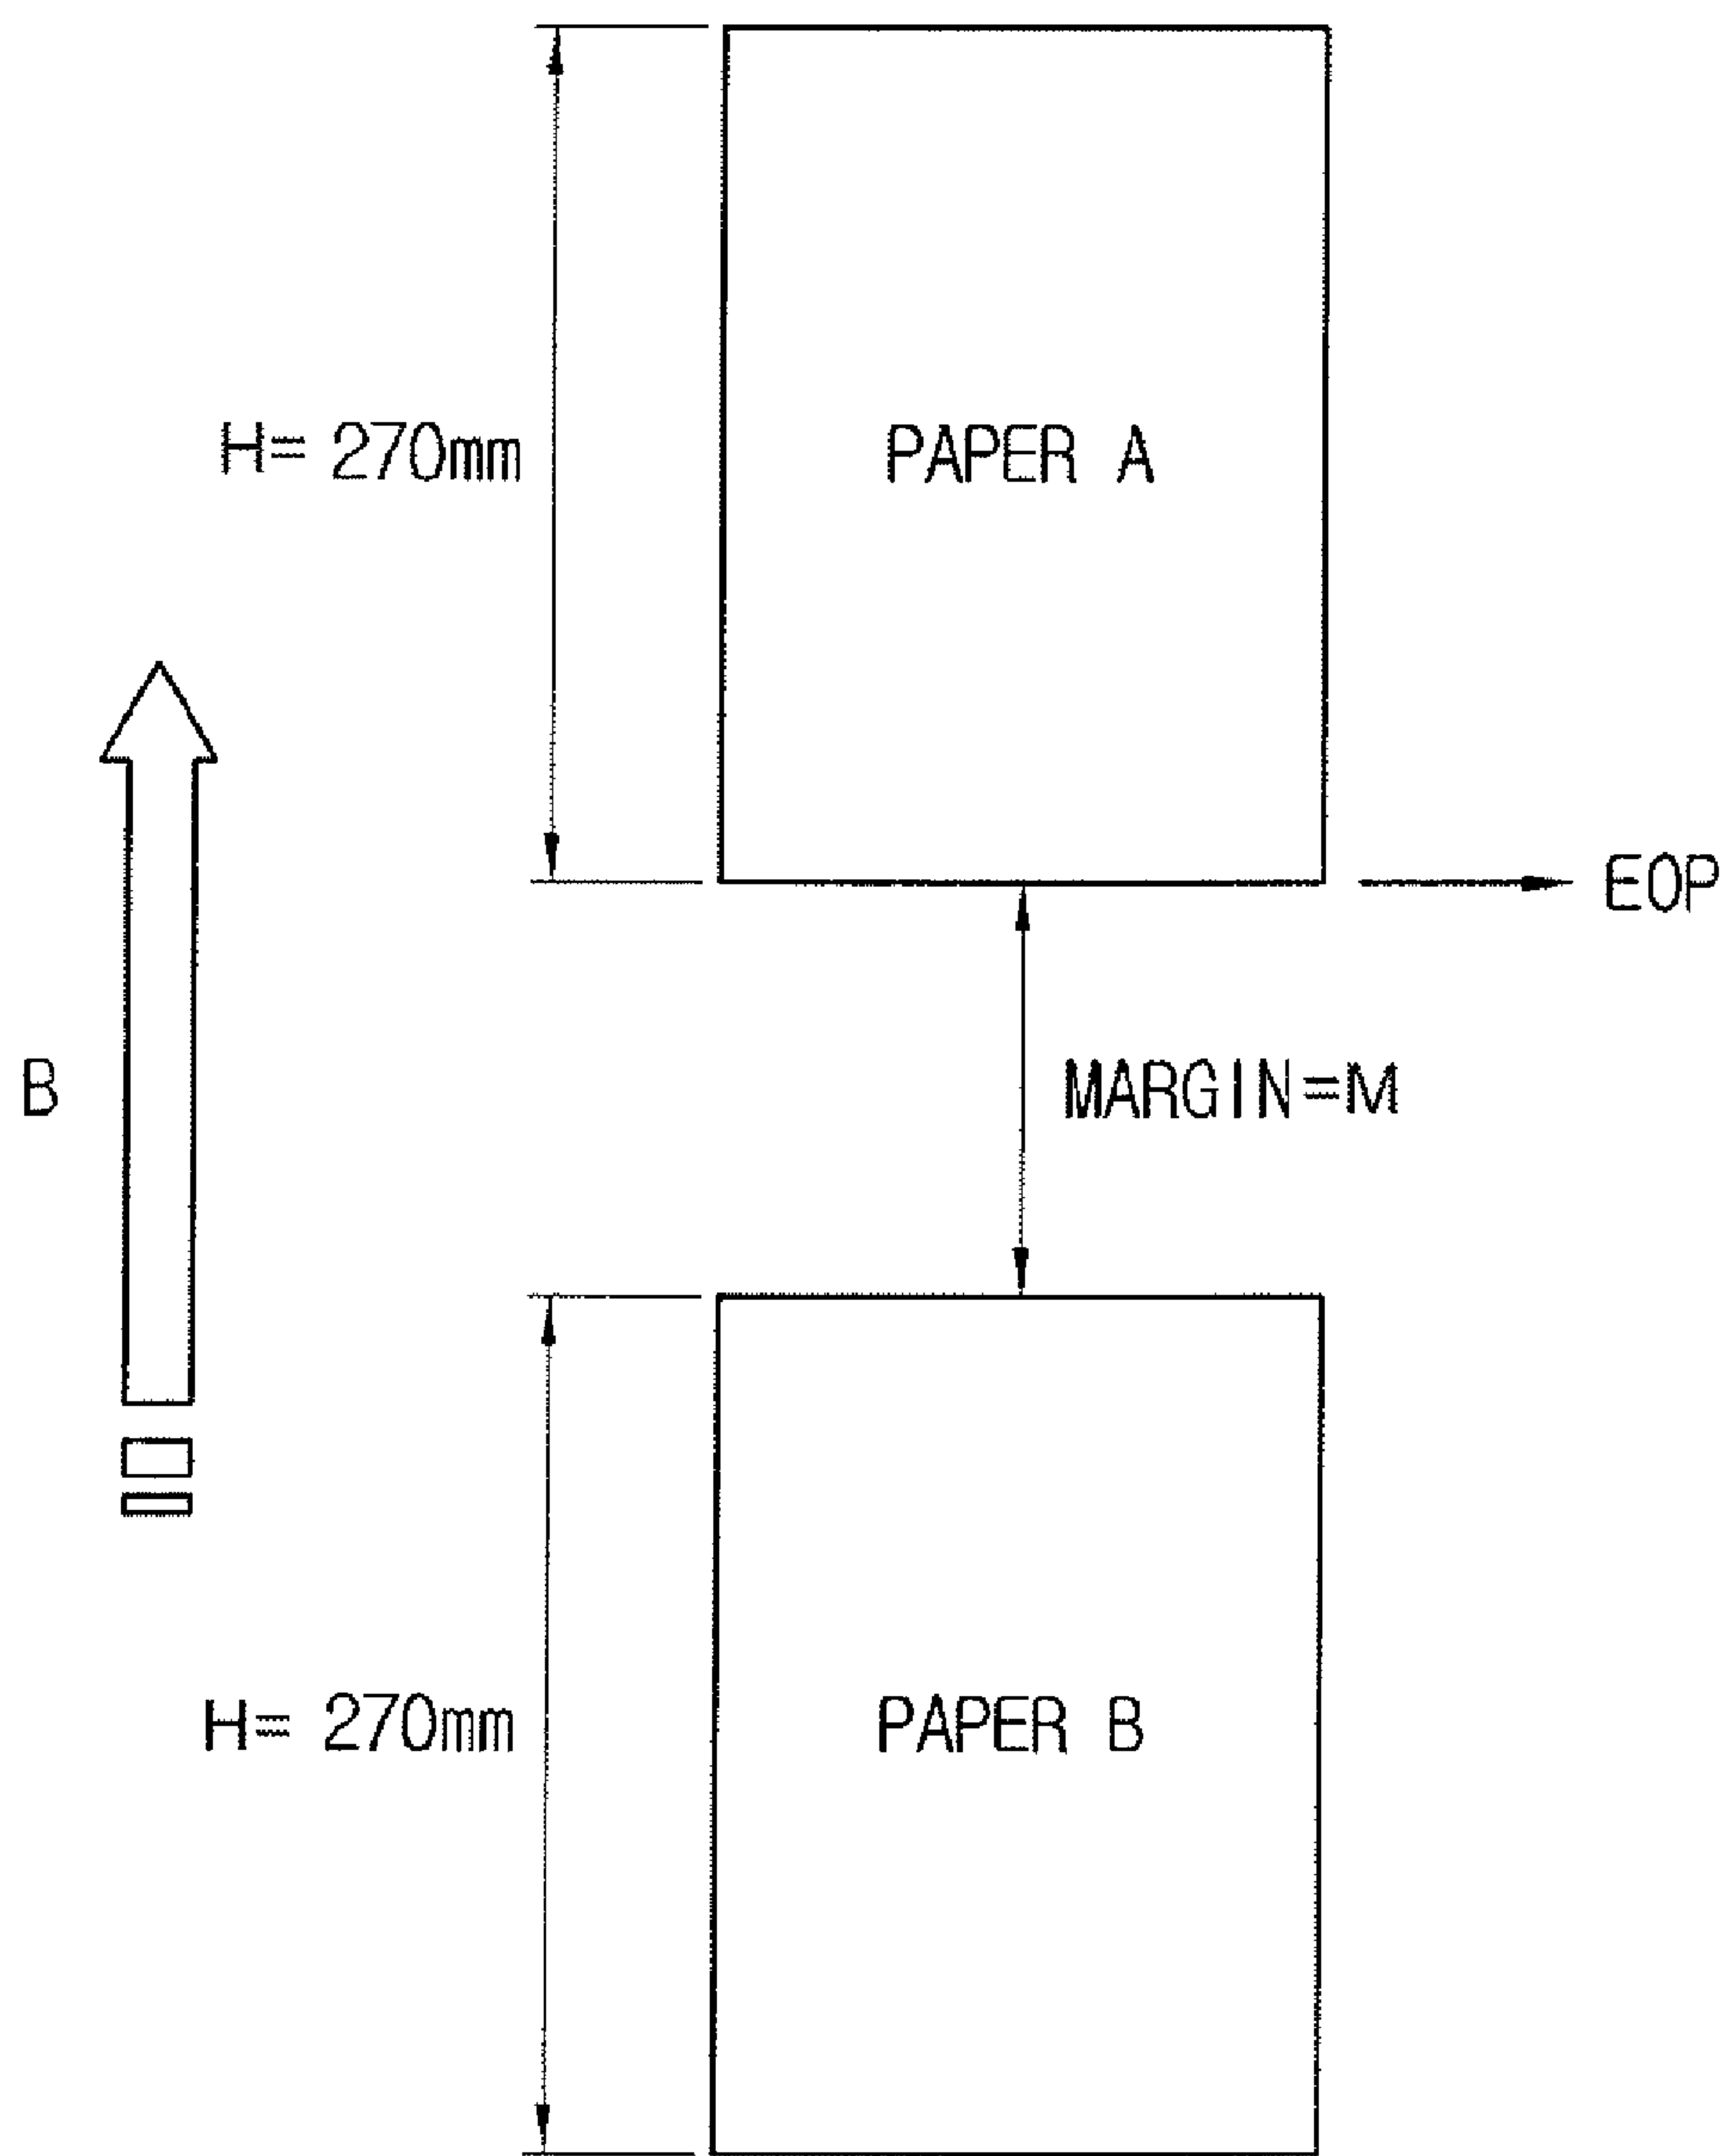 H= 270mm
PAPER A
EOP
B
MARGIN=M
H= 270mm
PAPER B